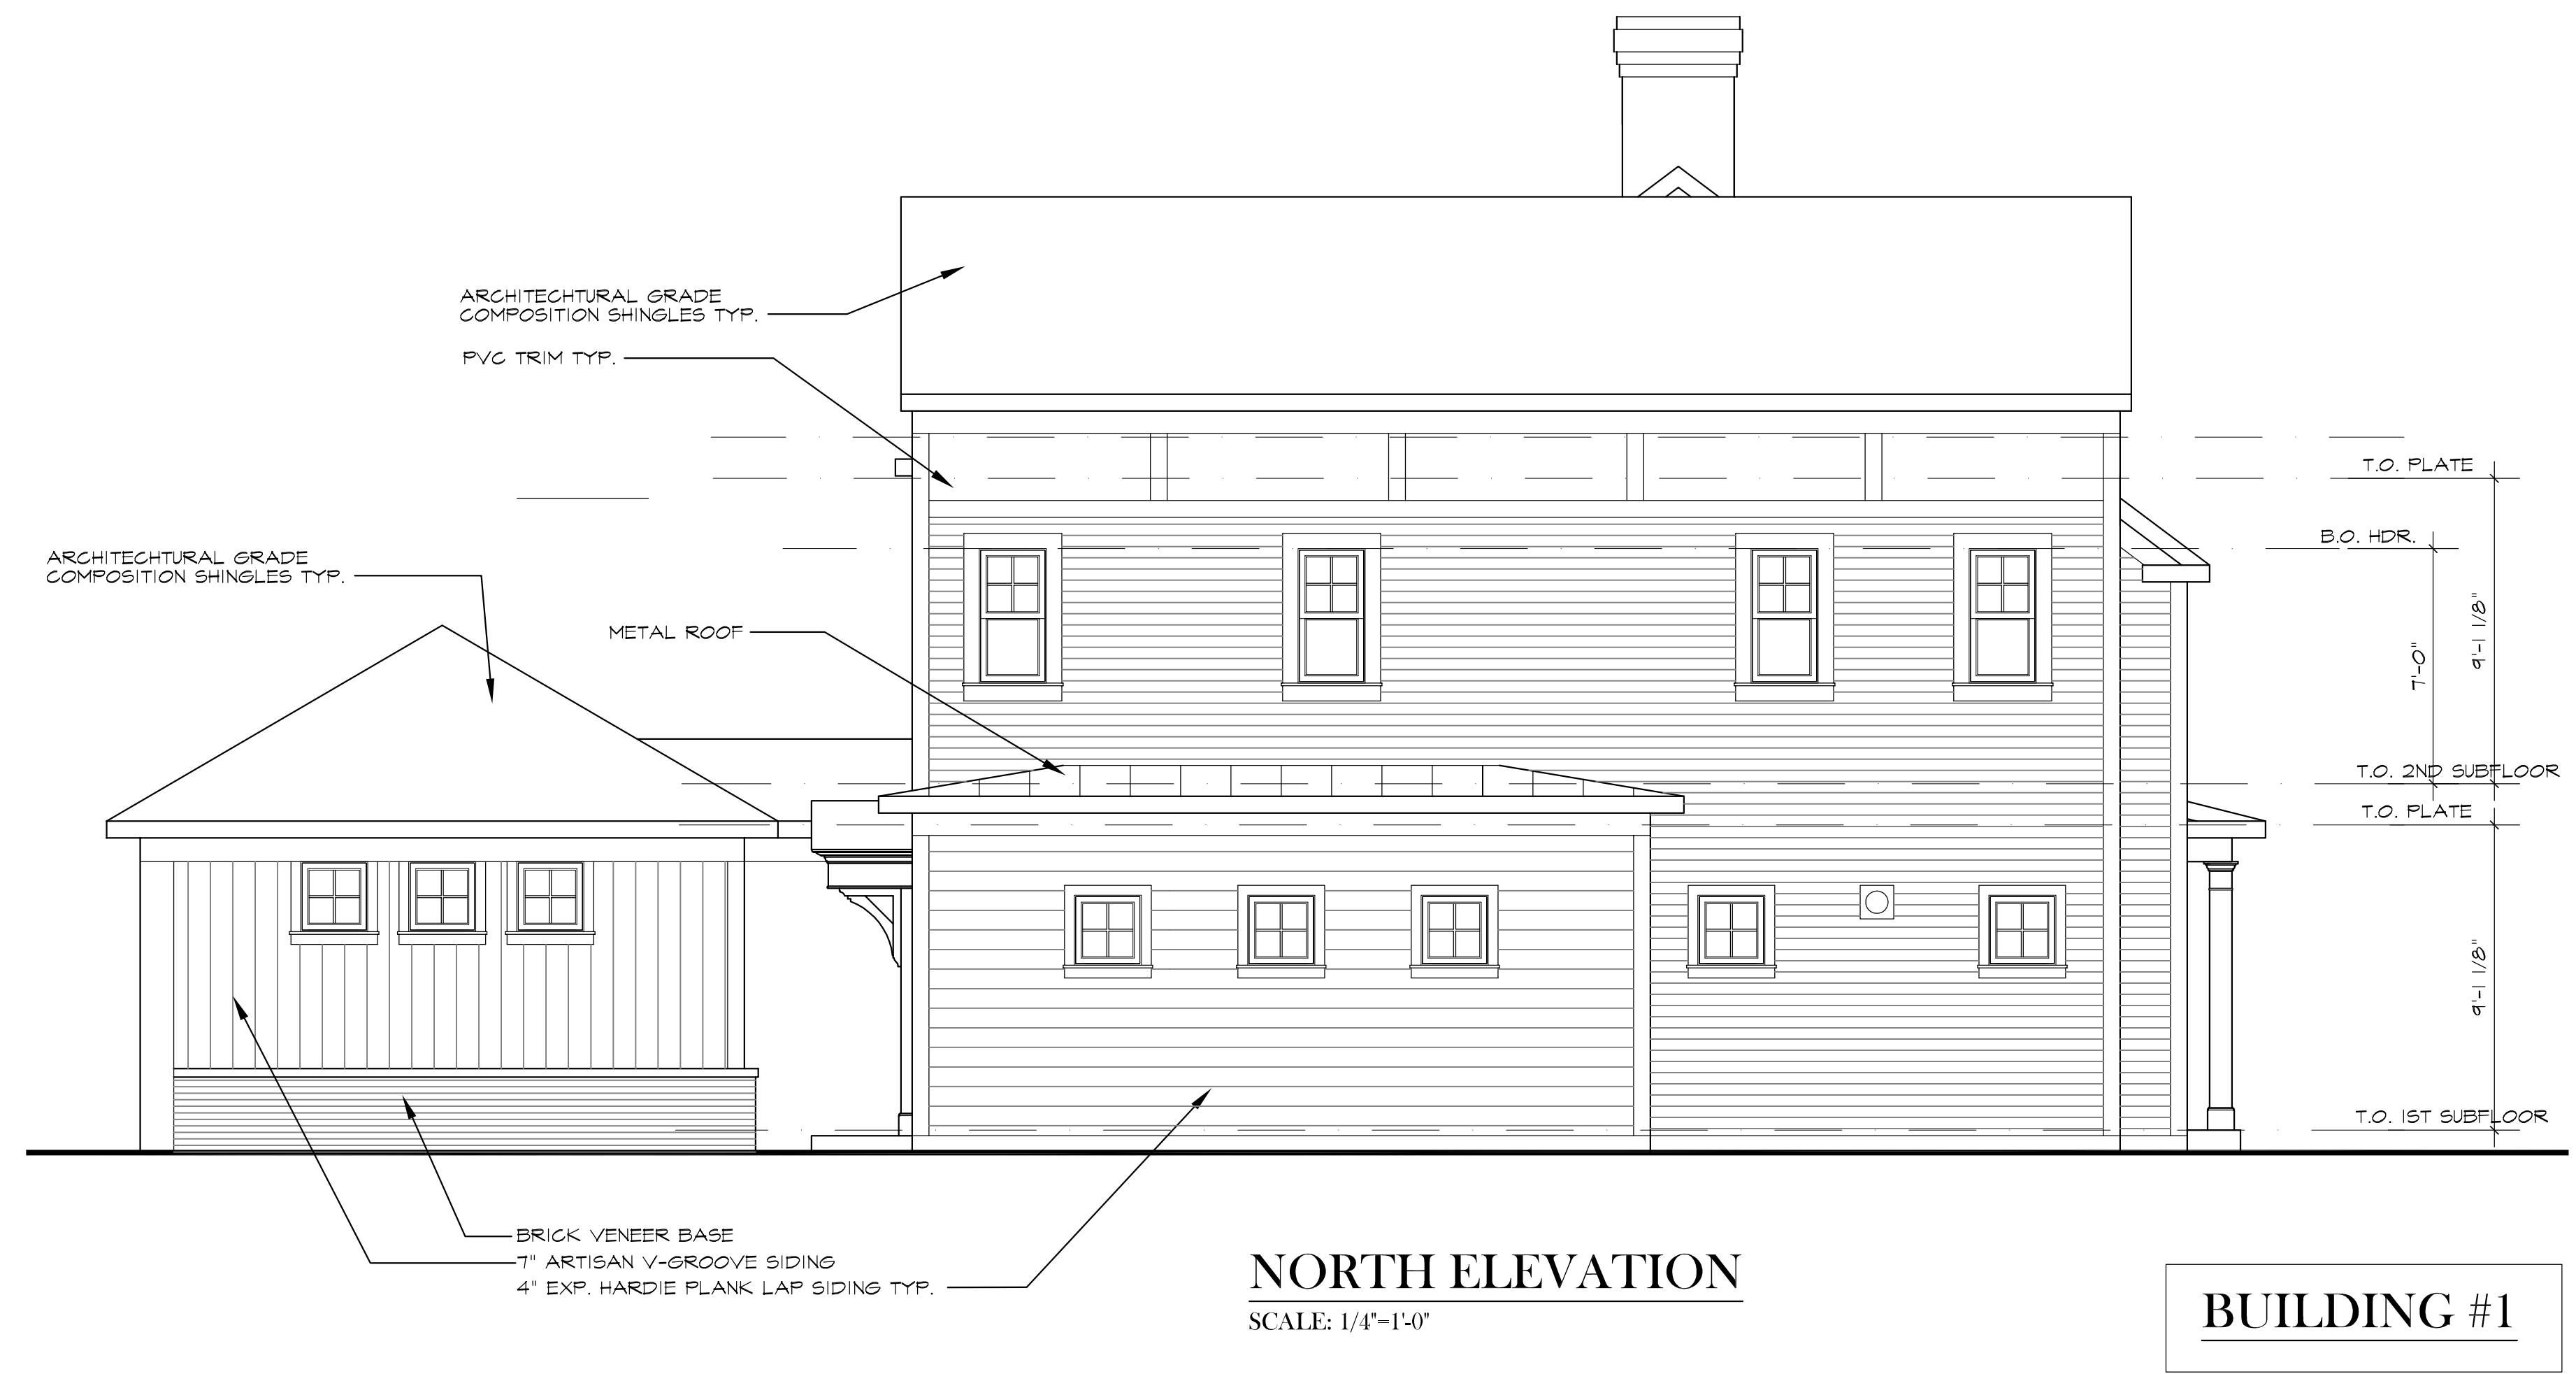 ARCHITECHTURAL GRADE
COMPOSITION SHINGLES TYP.
PVC TRIM TYP.
T.O. PLATE
B.O. HDR.
ARCHITECHTURAL GRADE
COMPOSITION SHINGLES TYP.
METAL ROOF
7'-0"
9'-1 1/8"
T.O. 2ND SUBFLOOR
T.O. PLATE
9'-1 1/8"
T.O. 1ST SUBFLOOR
BRICK VENEER BASE
7" ARTISAN V-GROOVE SIDING
4" EXP. HARDIE PLANK LAP SIDING TYP.
NORTH ELEVATION
SCALE: 1/4"=1'-0"
BUILDING #1